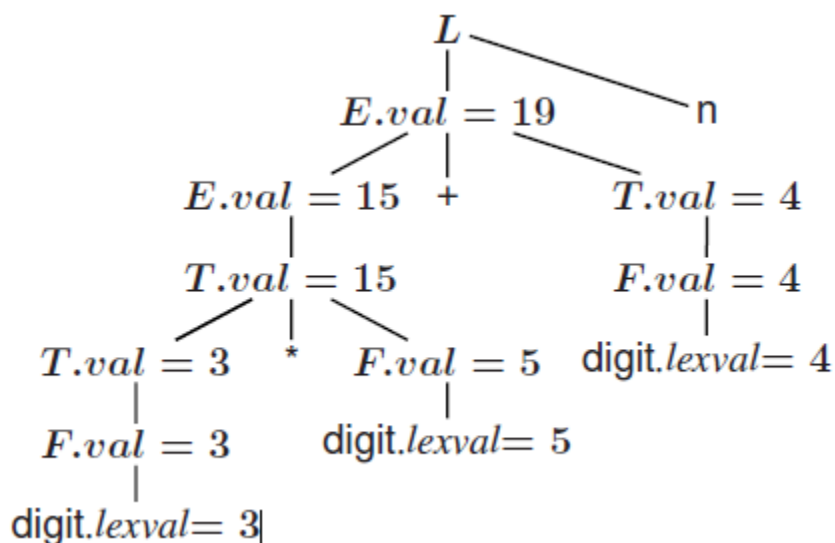 L
E.val = 19 n
E.val = 15 + T.val = 4
T.val = 15 F.val = 4
T.val = 3 * F.val = 5 digit.lexval= 4
F.val = 3 digit.lexval= 5
digit.lexval= 3